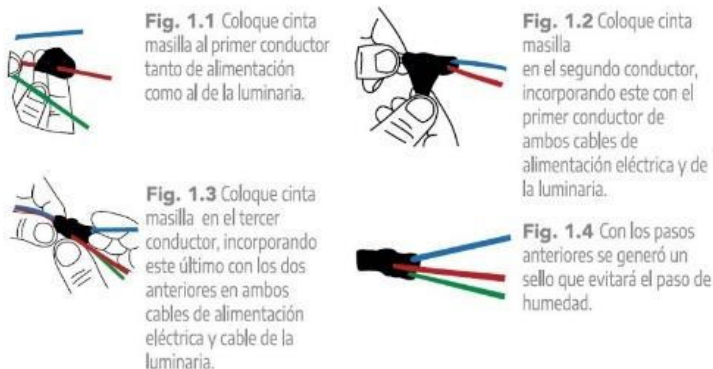 Fig. 1.1 Coloque cinta
masilla al primer conductor
tanto de alimentación
como al de la luminaria.
Fig. 1.2 Coloque cinta
masilla
en el segundo conductor,
incorporando este con el
primer conductor de
ambos cables de
alimentación eléctrica y de
la luminaria.
Fig. 1.3 Coloque cinta
masilla en el tercer
conductor, incorporando
este último con los dos
anteriores en ambos
cables de alimentación
eléctrica y cable de la
luminaria.
Fig. 1.4 Con los pasos
anteriores se generó un
sello que evitará el paso de
humedad.